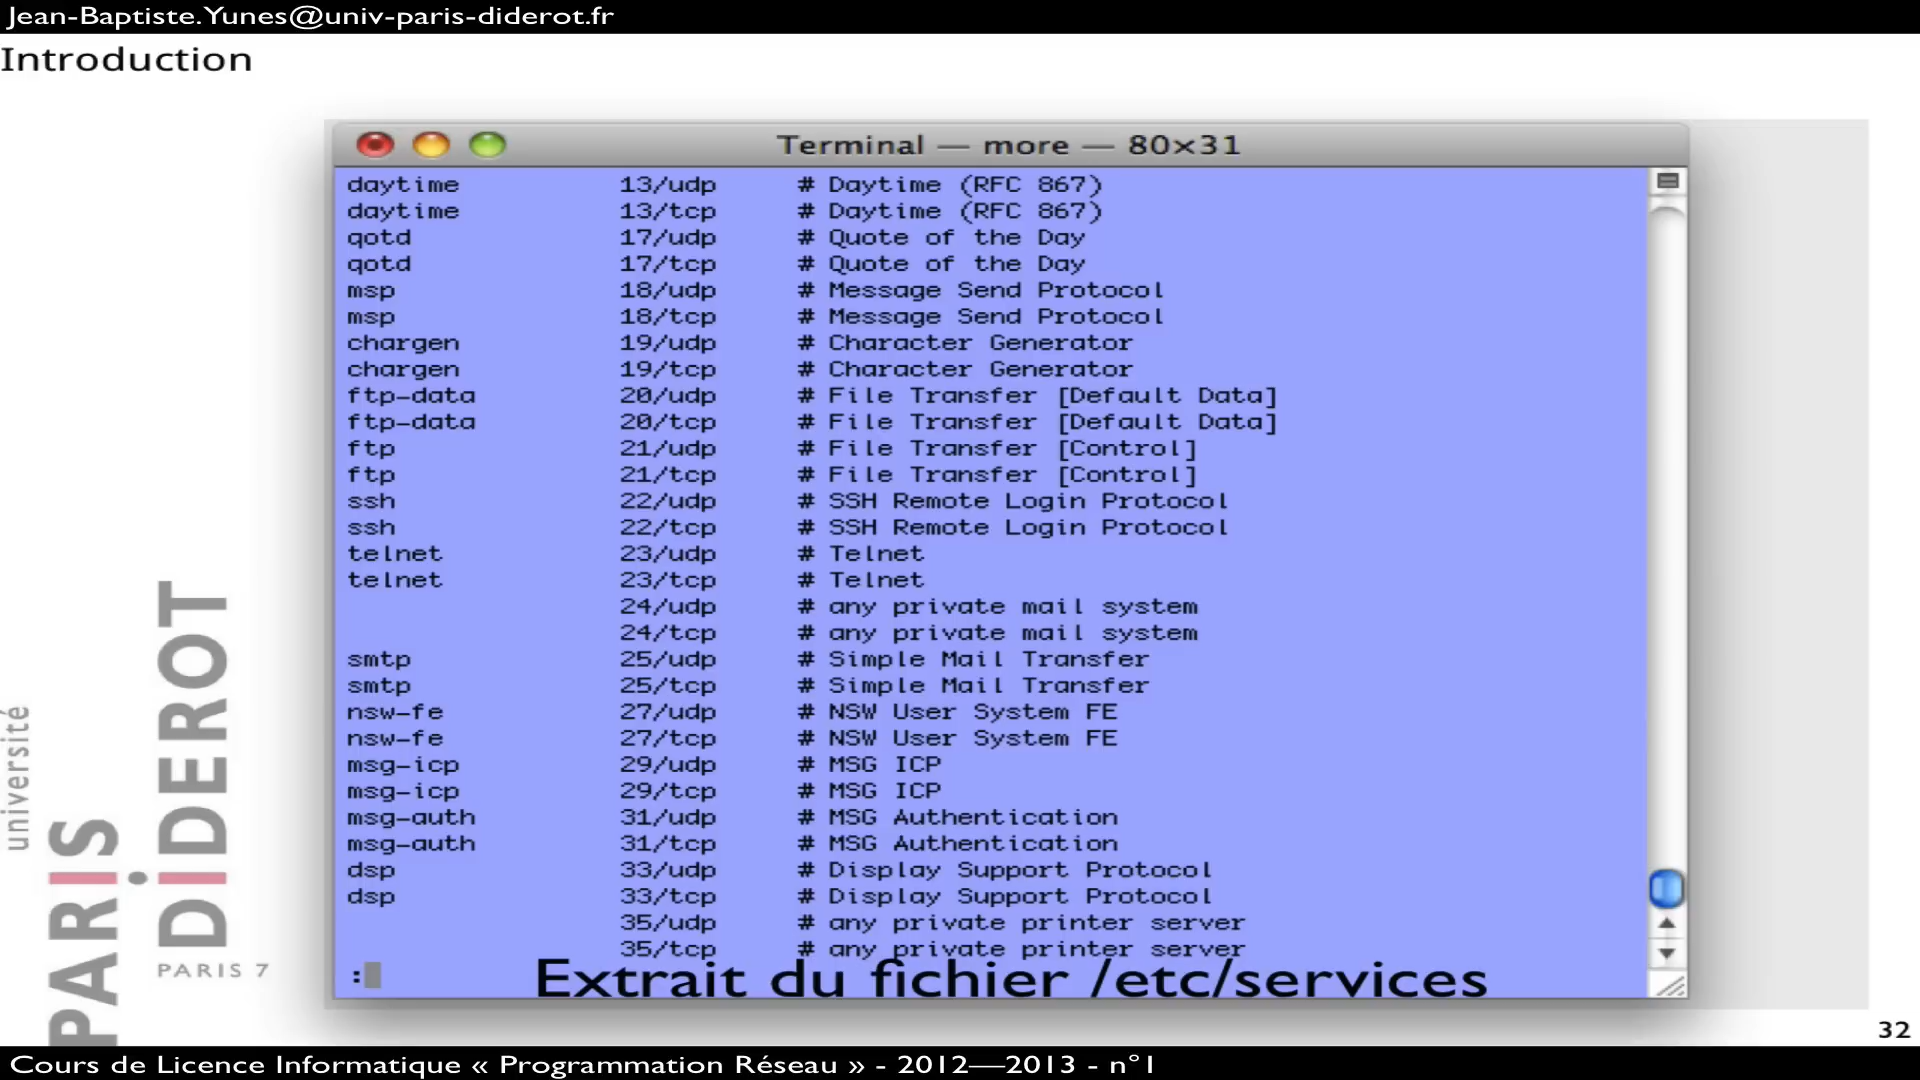 Jean-Baptiste.Yunes@univ-paris-diderot.fr
Introduction
Terminal — more — 80×31
daytime 13/udp # Daytime (RFC 867)
daytime 13/tcp # Daytime (RFC 867)
qotd 17/udp # Quote of the Day
qotd 17/tcp # Quote of the Day
msp 18/udp # Message Send Protocol
msp 18/tcp # Message Send Protocol
chargen 19/udp # Character Generator
chargen 19/tcp # Character Generator
ftp-data 20/udp # File Transfer [Default Data]
ftp-data 20/tcp # File Transfer [Default Data]
ftp 21/udp # File Transfer [Control]
ftp 21/tcp # File Transfer [Control]
ssh 22/udp # SSH Remote Login Protocol
ssh 22/tcp # SSH Remote Login Protocol
telnet 23/udp # Telnet
telnet 23/tcp # Telnet
24/udp # any private mail system
24/tcp # any private mail system
smtp 25/udp # Simple Mail Transfer
smtp 25/tcp # Simple Mail Transfer
nsw-fe 27/udp # NSW User System FE
nsw-fe 27/tcp # NSW User System FE
msg-icp 29/udp # MSG ICP
msg-icp 29/tcp # MSG ICP
msg-auth 31/udp # MSG Authentication
msg-auth 31/tcp # MSG Authentication
dsp 33/udp # Display Support Protocol
dsp 33/tcp # Display Support Protocol
35/udp # any private printer server
35/tcp # any private printer server
:
Extrait du fichier /etc/services
université
PARIS
DIDEROT
PARIS 7
32
Cours de Licence Informatique « Programmation Réseau » - 2012—2013 - n°1